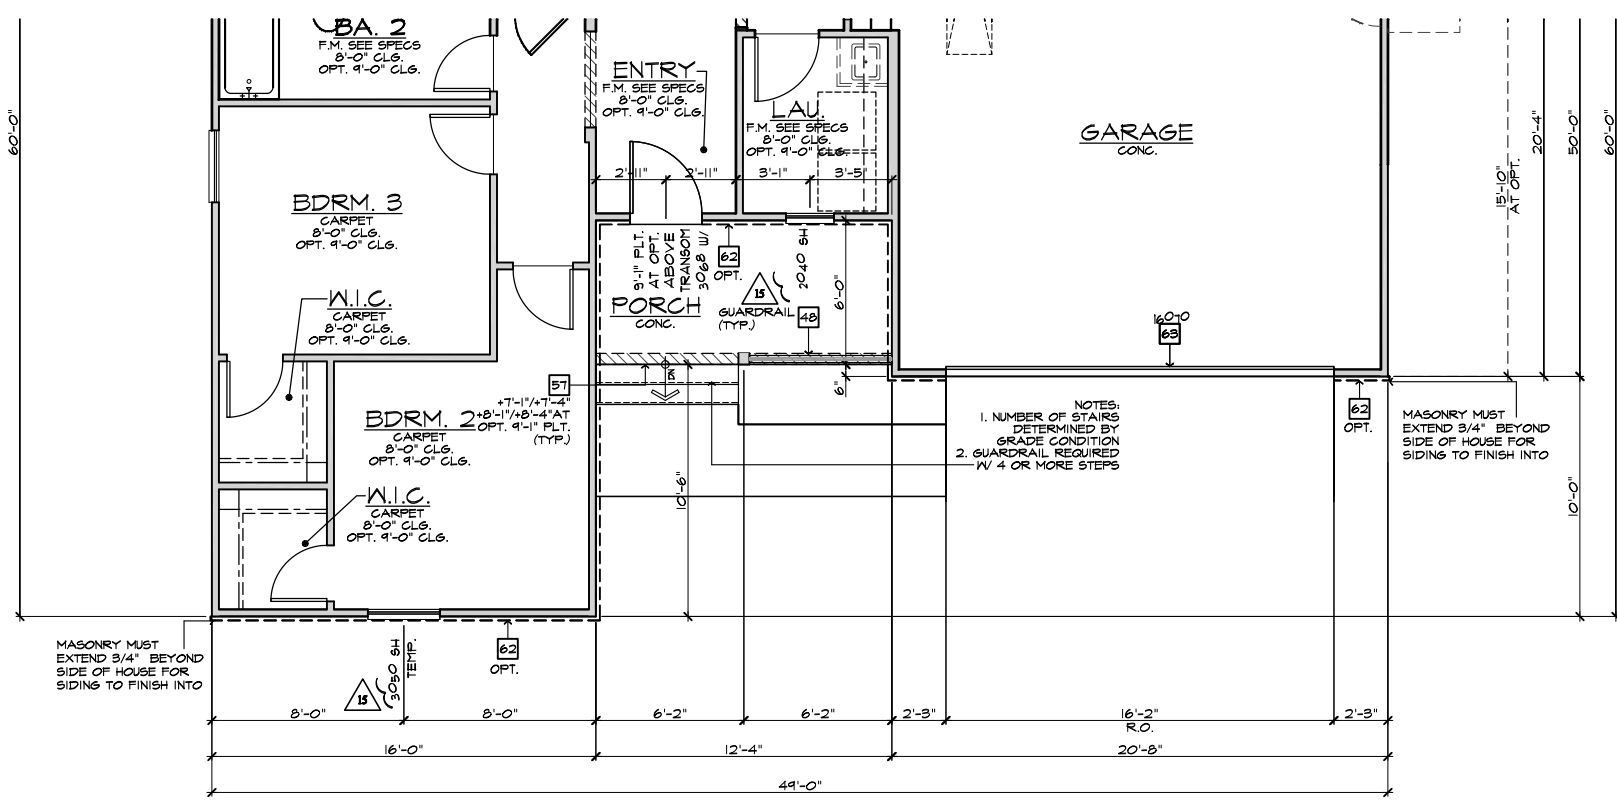 BA. 2
F.M. SEE SPECS
8'-0" CLG.
OPT. 9'-0" CLG.
ENTRY
F.M. SEE SPECS
8'-0" CLG.
OPT. 9'-0" CLG.
LAU.
F.M. SEE SPECS
8'-0" CLG.
OPT. 9'-0" CLG.
GARAGE
CONC.
60'-0"
20'-4"
50'-0"
60'-0"
15'-10"
AT OPT.
2'-11"
2'-11"
3'-1"
3'-5"
BDRM. 3
CARPET
8'-0" CLG.
OPT. 9'-0" CLG.
9'-1" PLT.
AT OPT.
ABOVE
TRANSOM
3068 W/
62
OPT.
2040 SH
15
6'-0"
PORCH
CONC.
GUARDRAIL
(TYP.)
48
16070
63
W.I.C.
CARPET
8'-0" CLG.
OPT. 9'-0" CLG.
57
DN
6"
+7'-1"/+7'-4"
+8'-1"/+8'-4"AT
OPT. 9'-1" PLT.
(TYP.)
BDRM. 2
CARPET
8'-0" CLG.
OPT. 9'-0" CLG.
NOTES:
1. NUMBER OF STAIRS
DETERMINED BY
GRADE CONDITION
2. GUARDRAIL REQUIRED
W/ 4 OR MORE STEPS
62
OPT.
MASONRY MUST
EXTEND 3/4" BEYOND
SIDE OF HOUSE FOR
SIDING TO FINISH INTO
W.I.C.
CARPET
8'-0" CLG.
OPT. 9'-0" CLG.
10'-6"
10'-0"
MASONRY MUST
EXTEND 3/4" BEYOND
SIDE OF HOUSE FOR
SIDING TO FINISH INTO
15
3050 SH
TEMP.
62
OPT.
8'-0"
8'-0"
6'-2"
6'-2"
2'-3"
16'-2"
R.O.
2'-3"
16'-0"
12'-4"
20'-8"
49'-0"